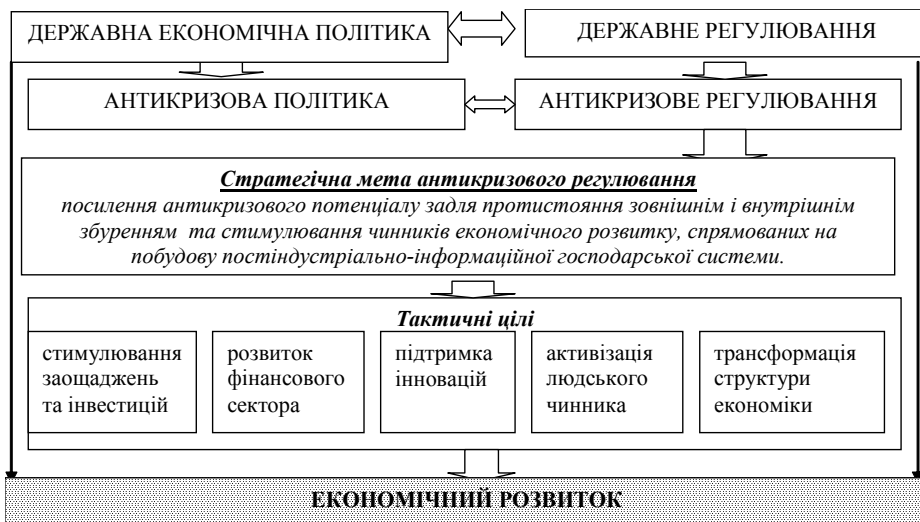 ДЕРЖАВНА ЕКОНОМІЧНА ПОЛІТИКА
ДЕРЖАВНЕ РЕГУЛЮВАННЯ
АНТИКРИЗОВА ПОЛІТИКА
АНТИКРИЗОВЕ РЕГУЛЮВАННЯ
Стратегічна мета антикризового регулювання
посилення антикризового потенціалу задля протистояння зовнішнім і внутрішнім
збуренням та стимулювання чинників економічного розвитку, спрямованих на
побудову постіндустріально-інформаційної господарської системи.
Тактичні цілі
стимулювання
заощаджень
та інвестицій
розвиток
фінансового
сектора
підтримка
інновацій
активізація
людського
чинника
трансформація
структури
економіки
ЕКОНОМІЧНИЙ РОЗВИТОК